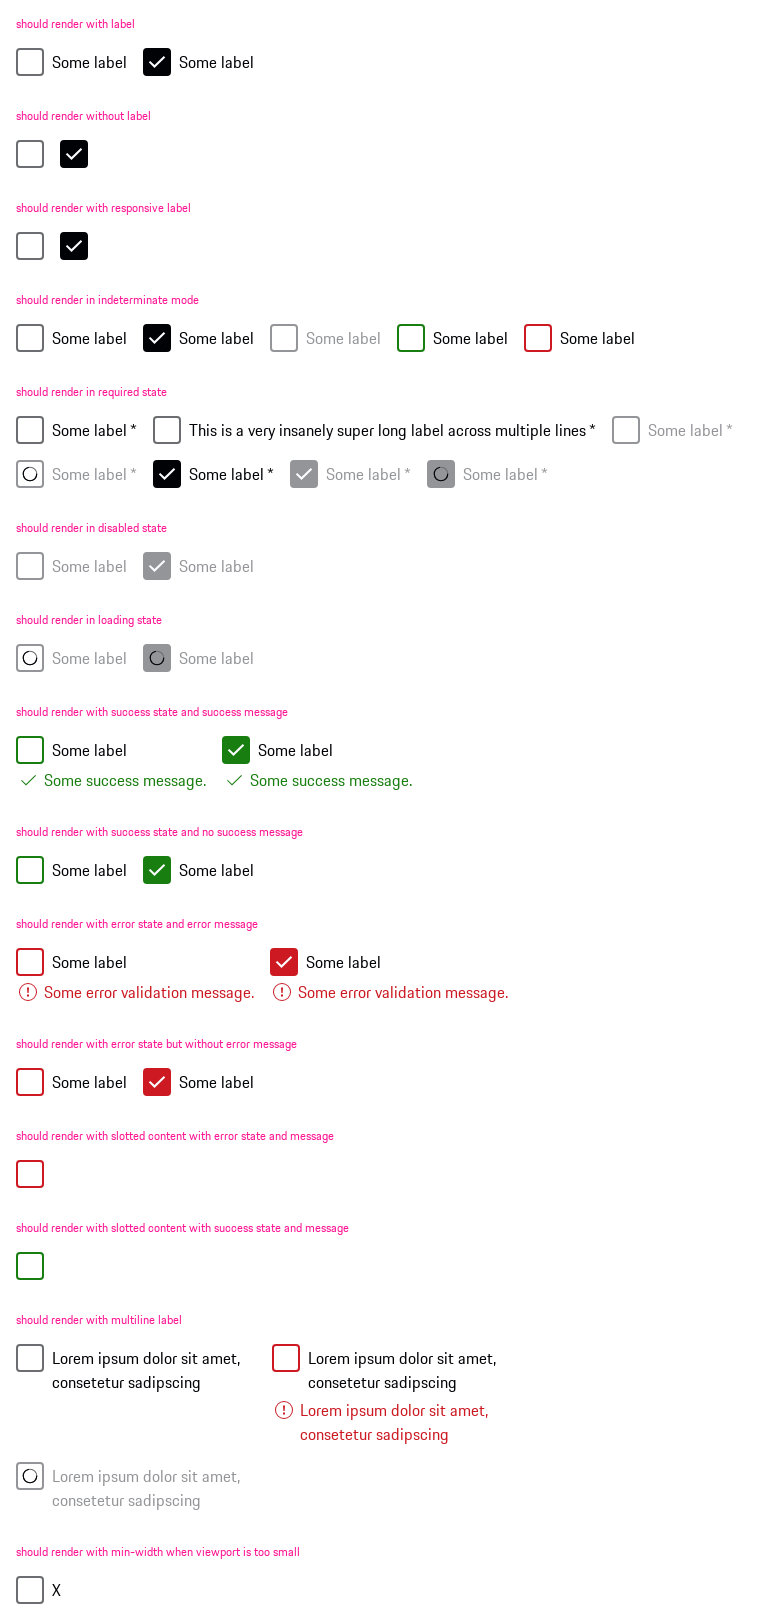 should render with label
Some label Some label
should render without label
should render with responsive label
should render in indeterminate mode
Some label Some label Some label Some label Some label
should render in required state
Some label * This is a very insanely super long label across multiple lines * Some label *
Some label * Some label * Some label * Some label *
should render in disabled state
Some label Some label
should render in loading state
Some label Some label
should render with success state and success message
Some label Some label
Some success message. Some success message.
should render with success state and no success message
Some label Some label
should render with error state and error message
Some label Some label
Some error validation message. Some error validation message.
should render with error state but without error message
Some label Some label
should render with slotted content with error state and message
should render with slotted content with success state and message
should render with multiline label
Lorem ipsum dolor sit amet, Lorem ipsum dolor sit amet,
consetetur sadipscing consetetur sadipscing
Lorem ipsum dolor sit amet,
consetetur sadipscing
Lorem ipsum dolor sit amet,
consetetur sadipscing
should render with min-width when viewport is too small
X